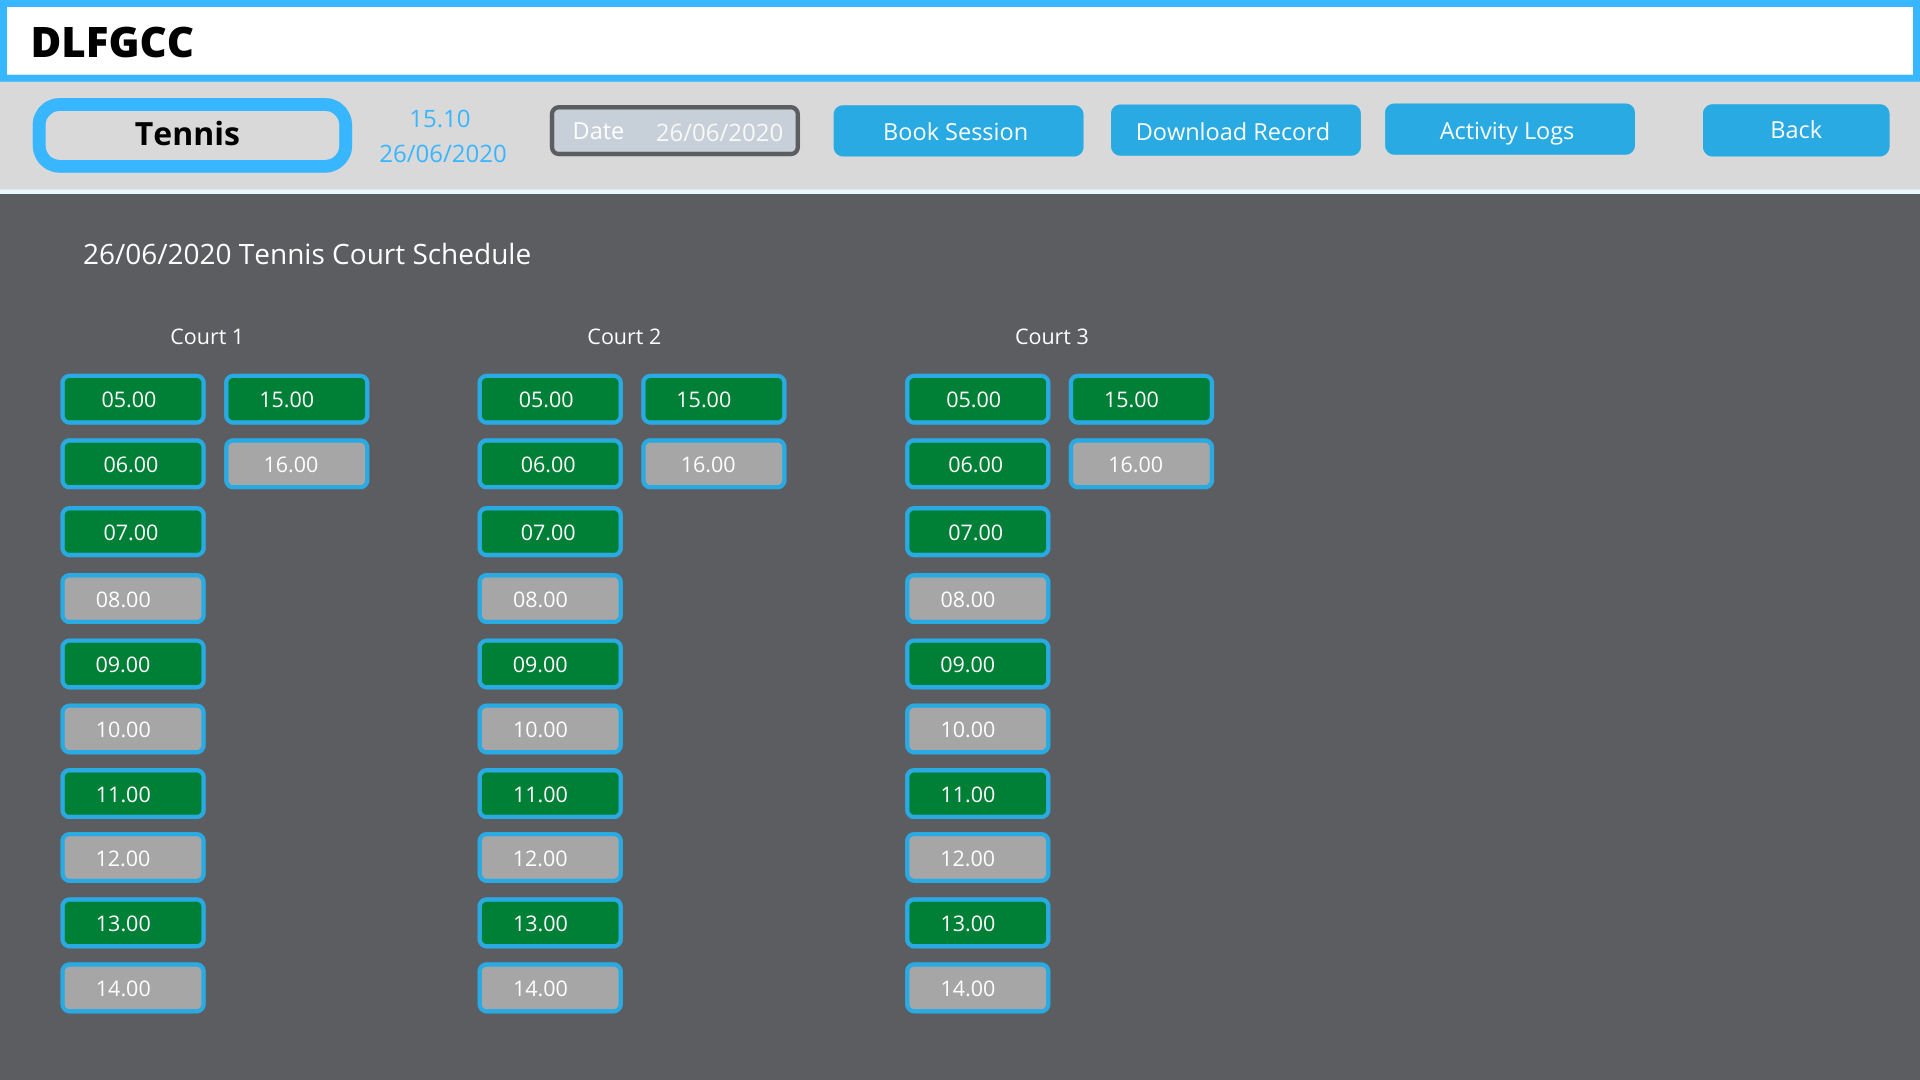 DLFGCC
Tennis
15.10
26/06/2020
Date 26/06/2020
Book Session
Download Record
Activity Logs
Back
26/06/2020 Tennis Court Schedule
Court 1
05.00 15.00
06.00 16.00
07.00
08.00
09.00
10.00
11.00
12.00
13.00
14.00
Court 2
05.00 15.00
06.00 16.00
07.00
08.00
09.00
10.00
11.00
12.00
13.00
14.00
Court 3
05.00 15.00
06.00 16.00
07.00
08.00
09.00
10.00
11.00
12.00
13.00
14.00